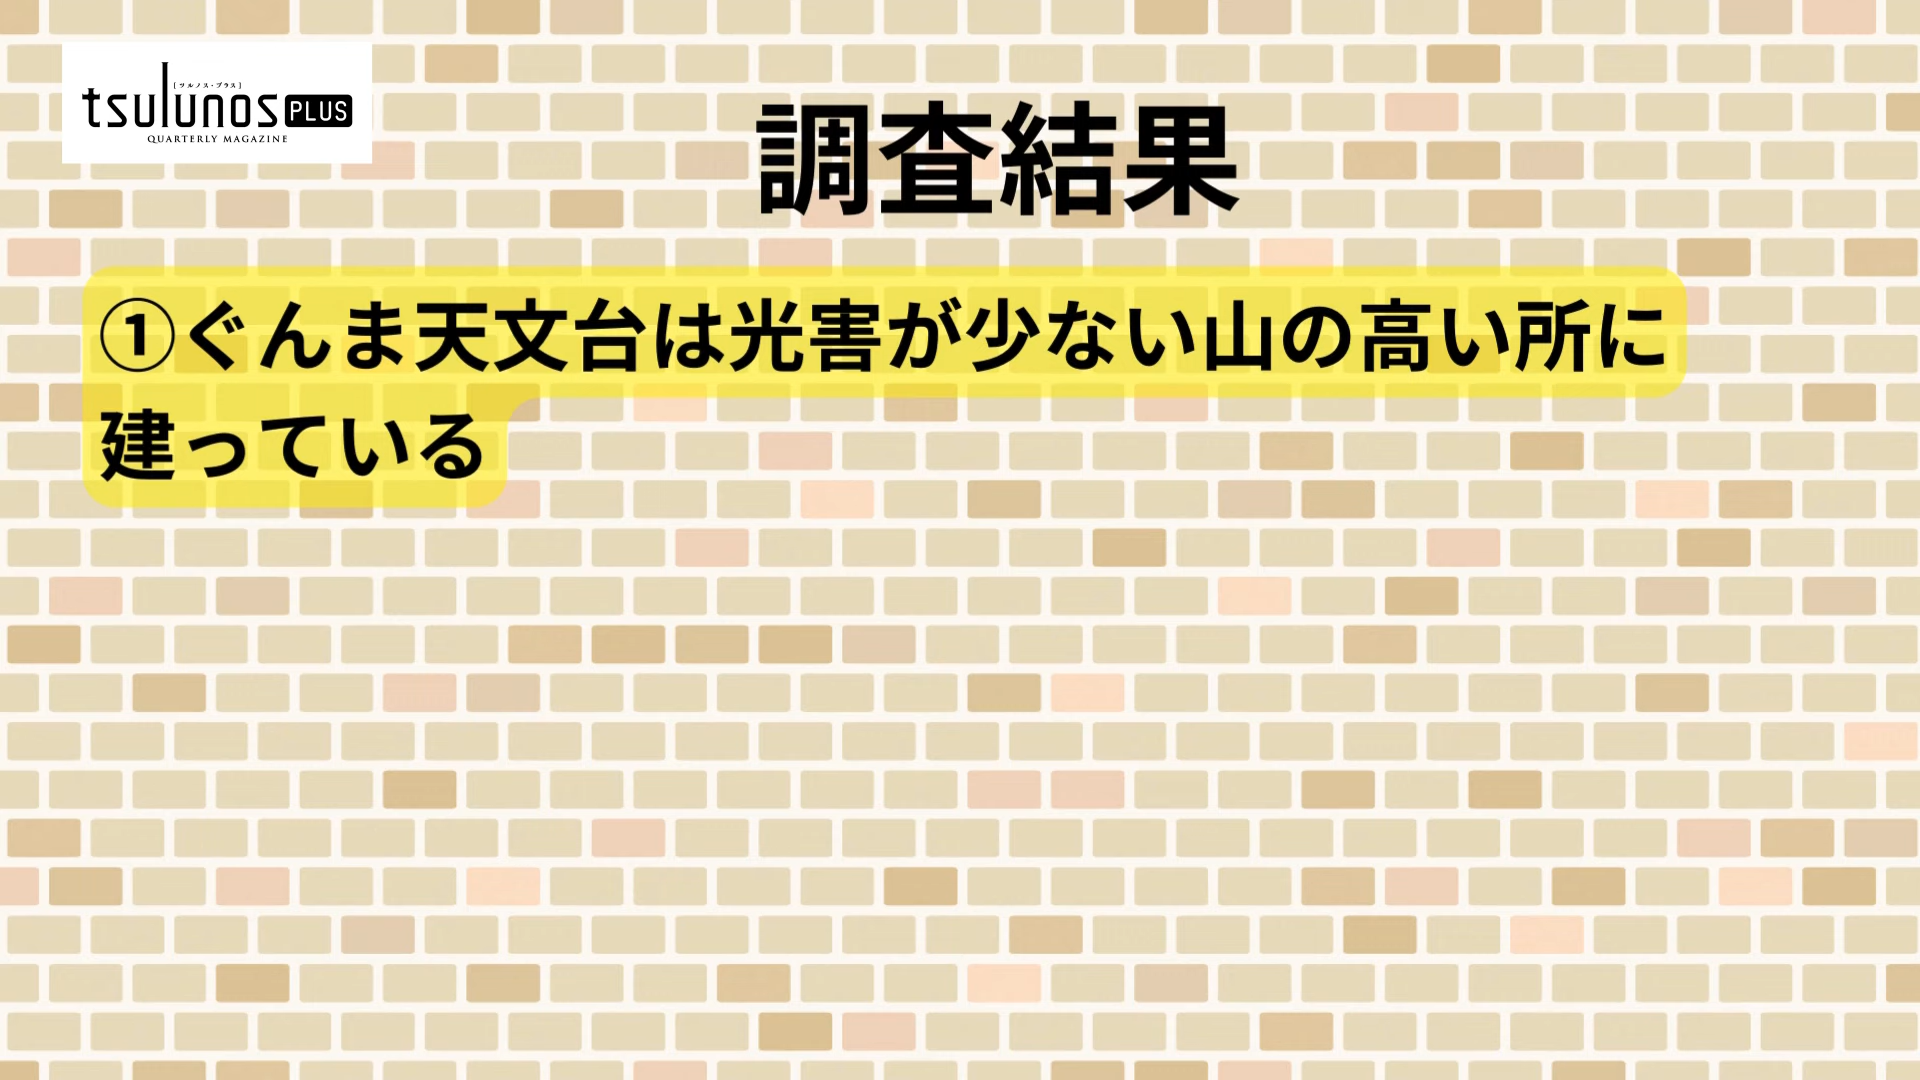 [ツルノス・プラス]
tsulunos PLUS
QUARTERLY MAGAZINE
調査結果
①ぐんま天文台は光害が少ない山の高い所に
建っている